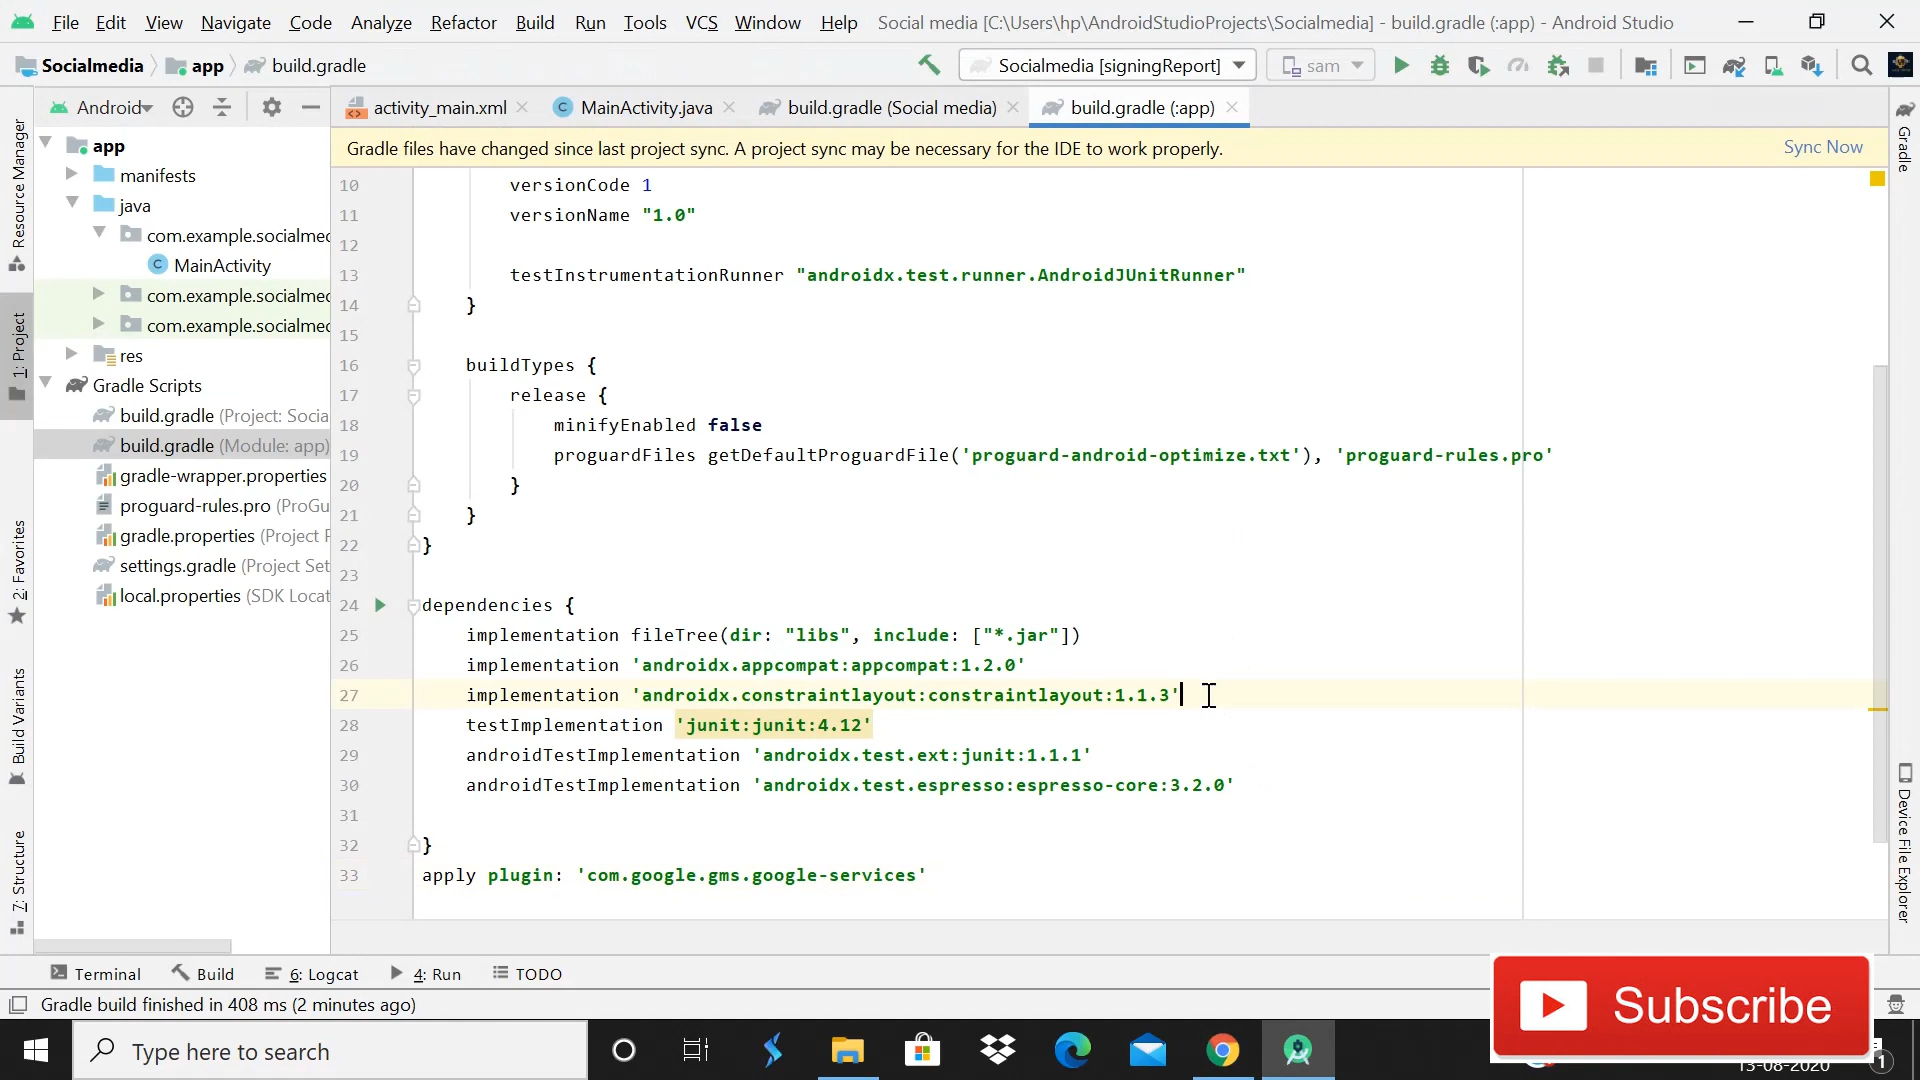 File Edit View Navigate Code Analyze Refactor Build Run Tools VCS Window Help Social media [C:\Users\hp\AndroidStudioProjects\Socialmedia] - build.gradle (:app) - Android Studio
Socialmedia app build.gradle Socialmedia [signingReport] sam
Android activity_main.xml MainActivity.java build.gradle (Social media) build.gradle (:app)
Gradle files have changed since last project sync. A project sync may be necessary for the IDE to work properly. Sync Now
Resource Manager
1: Project
2: Favorites
Build Variants
7: Structure
app
manifests
java
com.example.socialmed
MainActivity
com.example.socialmed
com.example.socialmed
res
Gradle Scripts
build.gradle (Project: Socia
build.gradle (Module: app)
gradle-wrapper.properties
proguard-rules.pro (ProGu
gradle.properties (Project P
settings.gradle (Project Set
local.properties (SDK Locat
10 versionCode 1
11 versionName "1.0"
12
13 testInstrumentationRunner "androidx.test.runner.AndroidJUnitRunner"
14 }
15
16 buildTypes {
17 release {
18 minifyEnabled false
19 proguardFiles getDefaultProguardFile('proguard-android-optimize.txt'), 'proguard-rules.pro'
20 }
21 }
22 }
23
24 dependencies {
25 implementation fileTree(dir: "libs", include: ["*.jar"])
26 implementation 'androidx.appcompat:appcompat:1.2.0'
27 implementation 'androidx.constraintlayout:constraintlayout:1.1.3'
28 testImplementation 'junit:junit:4.12'
29 androidTestImplementation 'androidx.test.ext:junit:1.1.1'
30 androidTestImplementation 'androidx.test.espresso:espresso-core:3.2.0'
31
32 }
33 apply plugin: 'com.google.gms.google-services'
Gradle
Device File Explorer
Terminal Build 6: Logcat 4: Run TODO
Gradle build finished in 408 ms (2 minutes ago)
Subscribe
Type here to search
13-08-2020
1